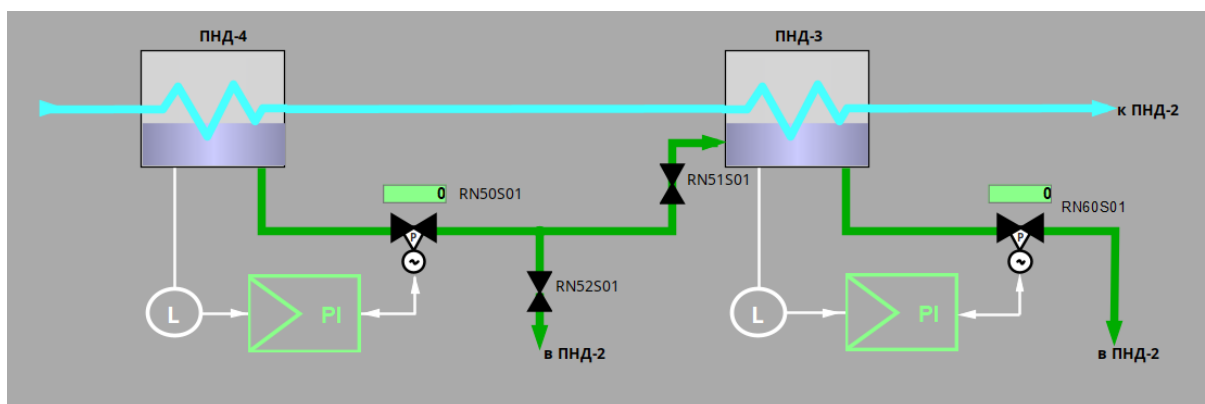 ПНД-4
ПНД-3
к ПНД-2
RN51S01
0
RN50S01
0
RN60S01
P
P
~
~
RN52S01
L
PI
L
PI
в ПНД-2
в ПНД-2